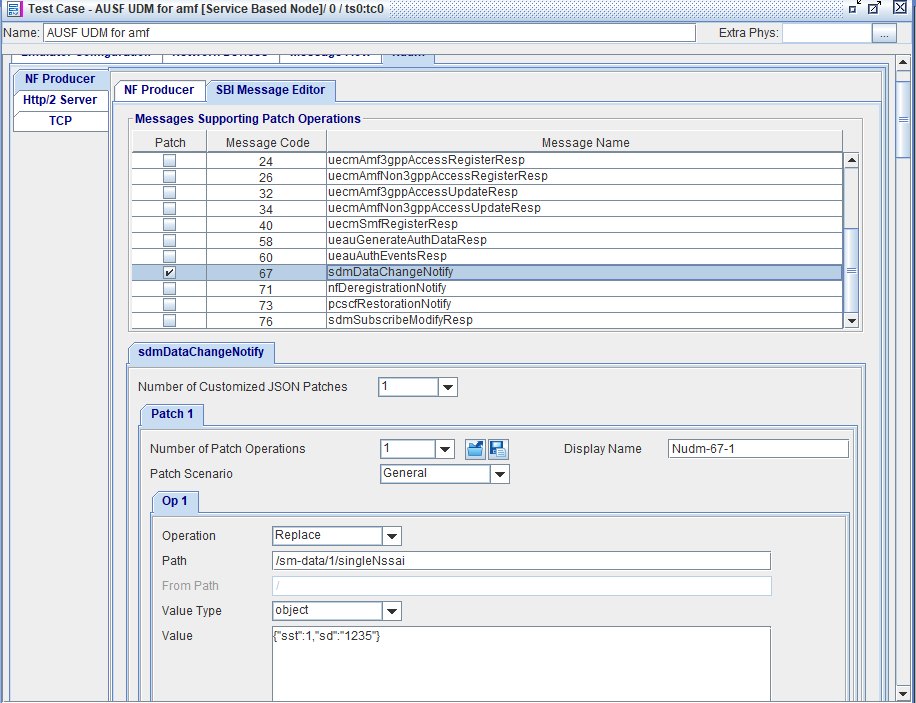 Test Case - AUSF UDM for amf [Service Based Node]/ 0 / ts0:tc0
Name: AUSF UDM for amf Extra Phys: ...
NF Producer
Http/2 Server
TCP
NF Producer SBI Message Editor
Messages Supporting Patch Operations
Patch Message Code Message Name
24 uecmAmf3gppAccessRegisterResp
26 uecmAmfNon3gppAccessRegisterResp
32 uecmAmf3gppAccessUpdateResp
34 uecmAmfNon3gppAccessUpdateResp
40 uecmSmfRegisterResp
58 ueauGenerateAuthDataResp
60 ueauAuthEventsResp
67 sdmDataChangeNotify
71 nfDeregistrationNotify
73 pcscfRestorationNotify
76 sdmSubscribeModifyResp
sdmDataChangeNotify
Number of Customized JSON Patches 1
Patch 1
Number of Patch Operations 1 Display Name Nudm-67-1
Patch Scenario General
Op 1
Operation Replace
Path /sm-data/1/singleNssai
From Path /
Value Type object
Value {"sst":1,"sd":"1235"}